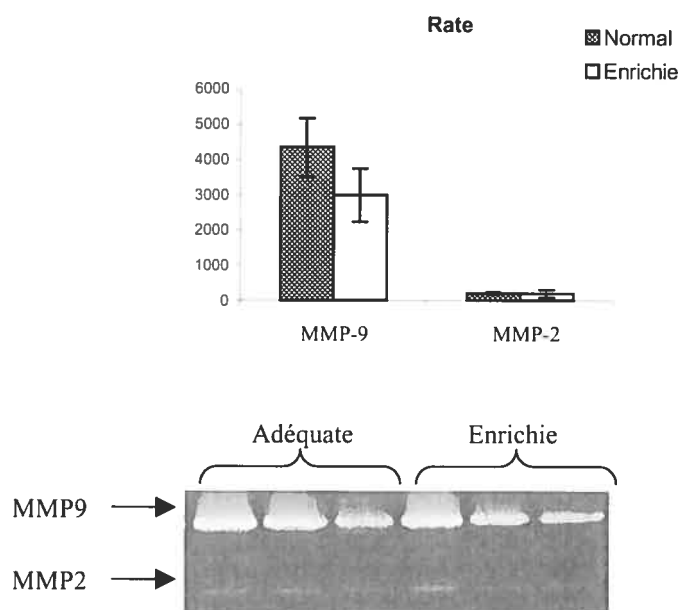 Rate
Normal
Enrichie
6000
5000
4000
3000
2000
1000
0
MMP-9 MMP-2
Adéquate Enrichie
MMP9
MMP2